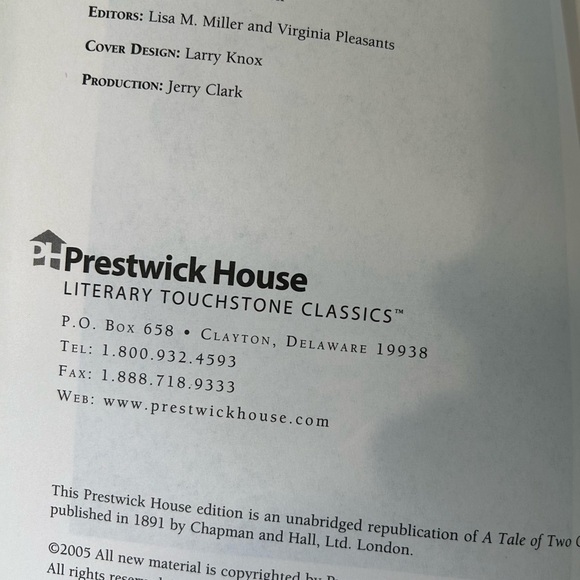 EDITORS: Lisa M. Miller and Virginia Pleasants
COVER DESIGN: Larry Knox
PRODUCTION: Jerry Clark
PH Prestwick House
LITERARY TOUCHSTONE CLASSICS™
P.O. BOX 658 • CLAYTON, DELAWARE 19938
TEL: 1.800.932.4593
FAX: 1.888.718.9333
WEB: www.prestwickhouse.com
This Prestwick House edition is an unabridged republication of A Tale of Two
published in 1891 by Chapman and Hall, Ltd. London.
©2005 All new material is copyrighted by
All rights